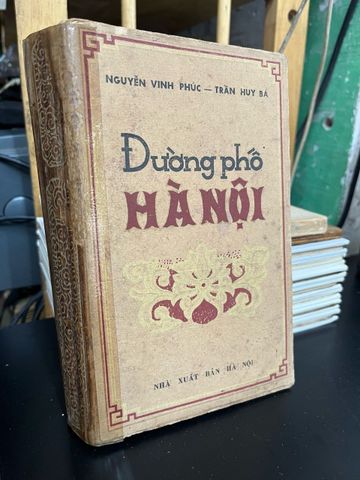 NGUYỄN VINH PHÚC — TRẦN HUY BÁ
Đường phố
HÀ NỘI
NHÀ XUẤT BẢN HÀ NỘI